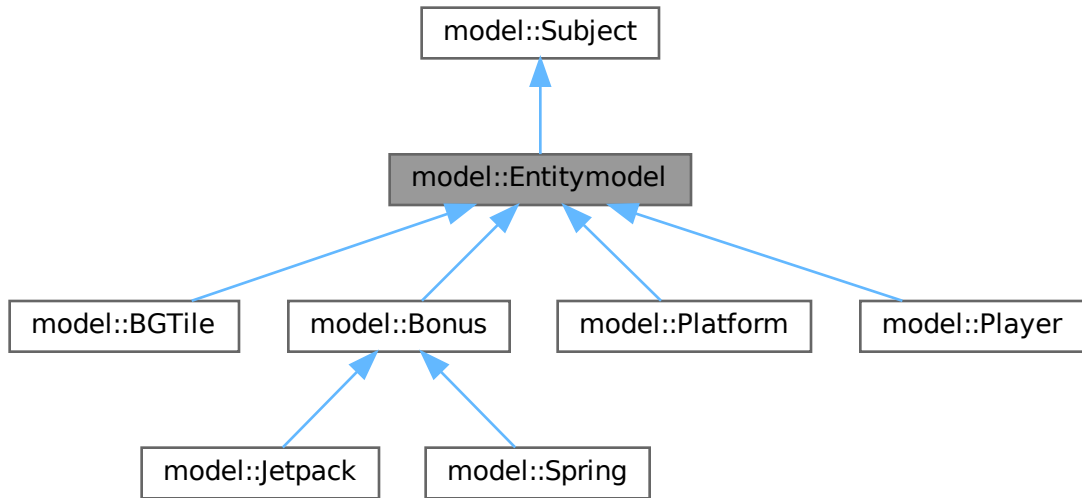 model::Subject
model::Entitymodel
model::BGTile
model::Bonus
model::Platform
model::Player
model::Jetpack
model::Spring